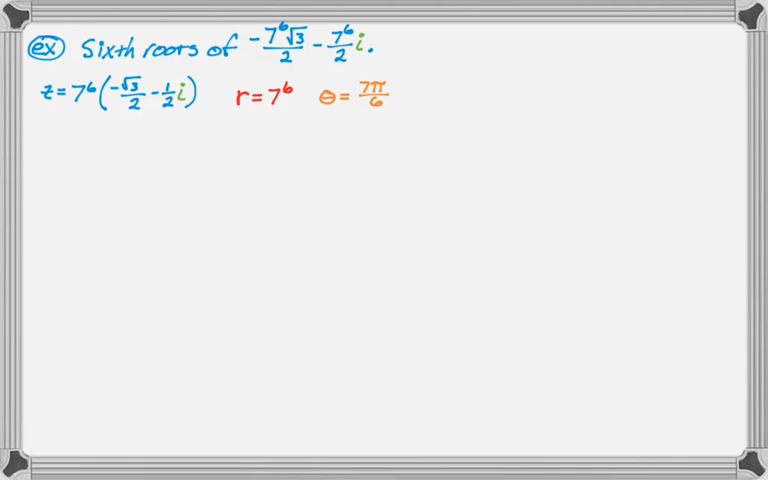 ex Sixth roots of -7⁶√3/2 - 7⁶/2 i.
z = 7⁶(-√3/2 - 1/2 i) r = 7⁶ θ = 7π/6